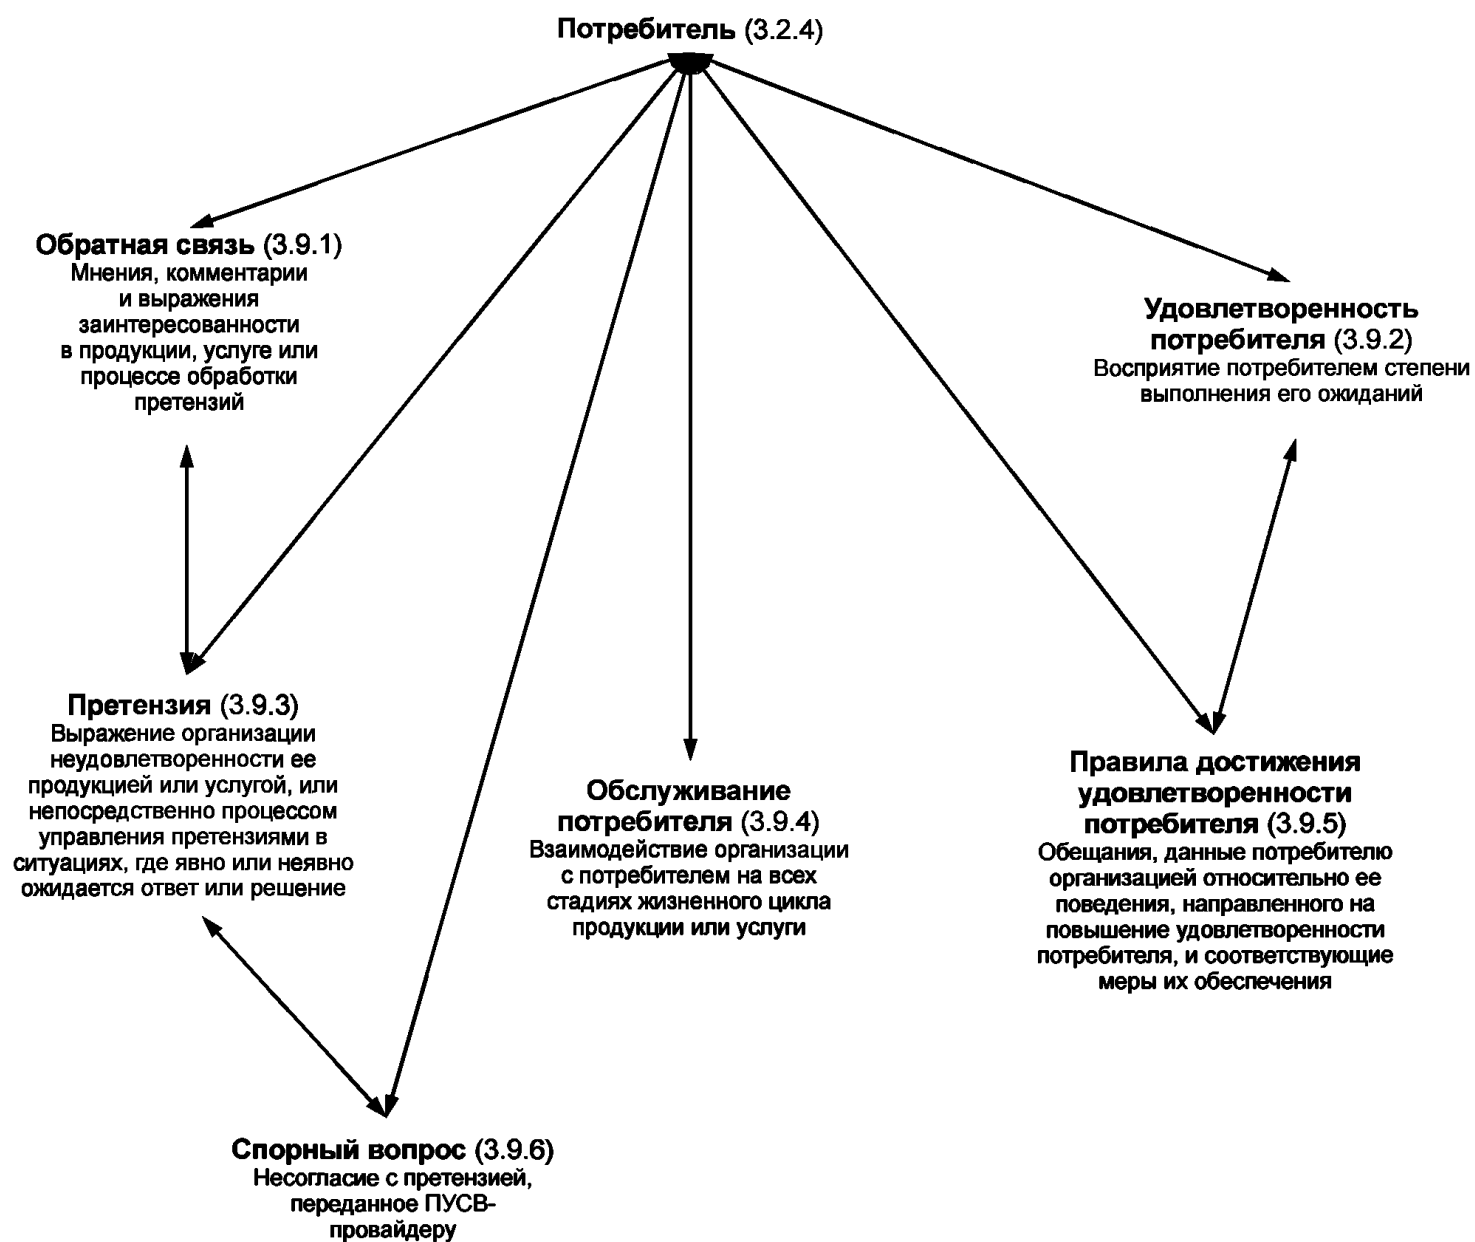 Потребитель (3.2.4)
Обратная связь (3.9.1)
Мнения, комментарии
и выражения
заинтересованности
в продукции, услуге или
процессе обработки
претензий
Удовлетворенность
потребителя (3.9.2)
Восприятие потребителем степени
выполнения его ожиданий
Претензия (3.9.3)
Выражение организации
неудовлетворенности ее
продукцией или услугой, или
непосредственно процессом
управления претензиями в
ситуациях, где явно или неявно
ожидается ответ или решение
Обслуживание
потребителя (3.9.4)
Взаимодействие организации
с потребителем на всех
стадиях жизненного цикла
продукции или услуги
Правила достижения
удовлетворенности
потребителя (3.9.5)
Обещания, данные потребителю
организацией относительно ее
поведения, направленного на
повышение удовлетворенности
потребителя, и соответствующие
меры их обеспечения
Спорный вопрос (3.9.6)
Несогласие с претензией,
переданное ПУСВ-
провайдеру